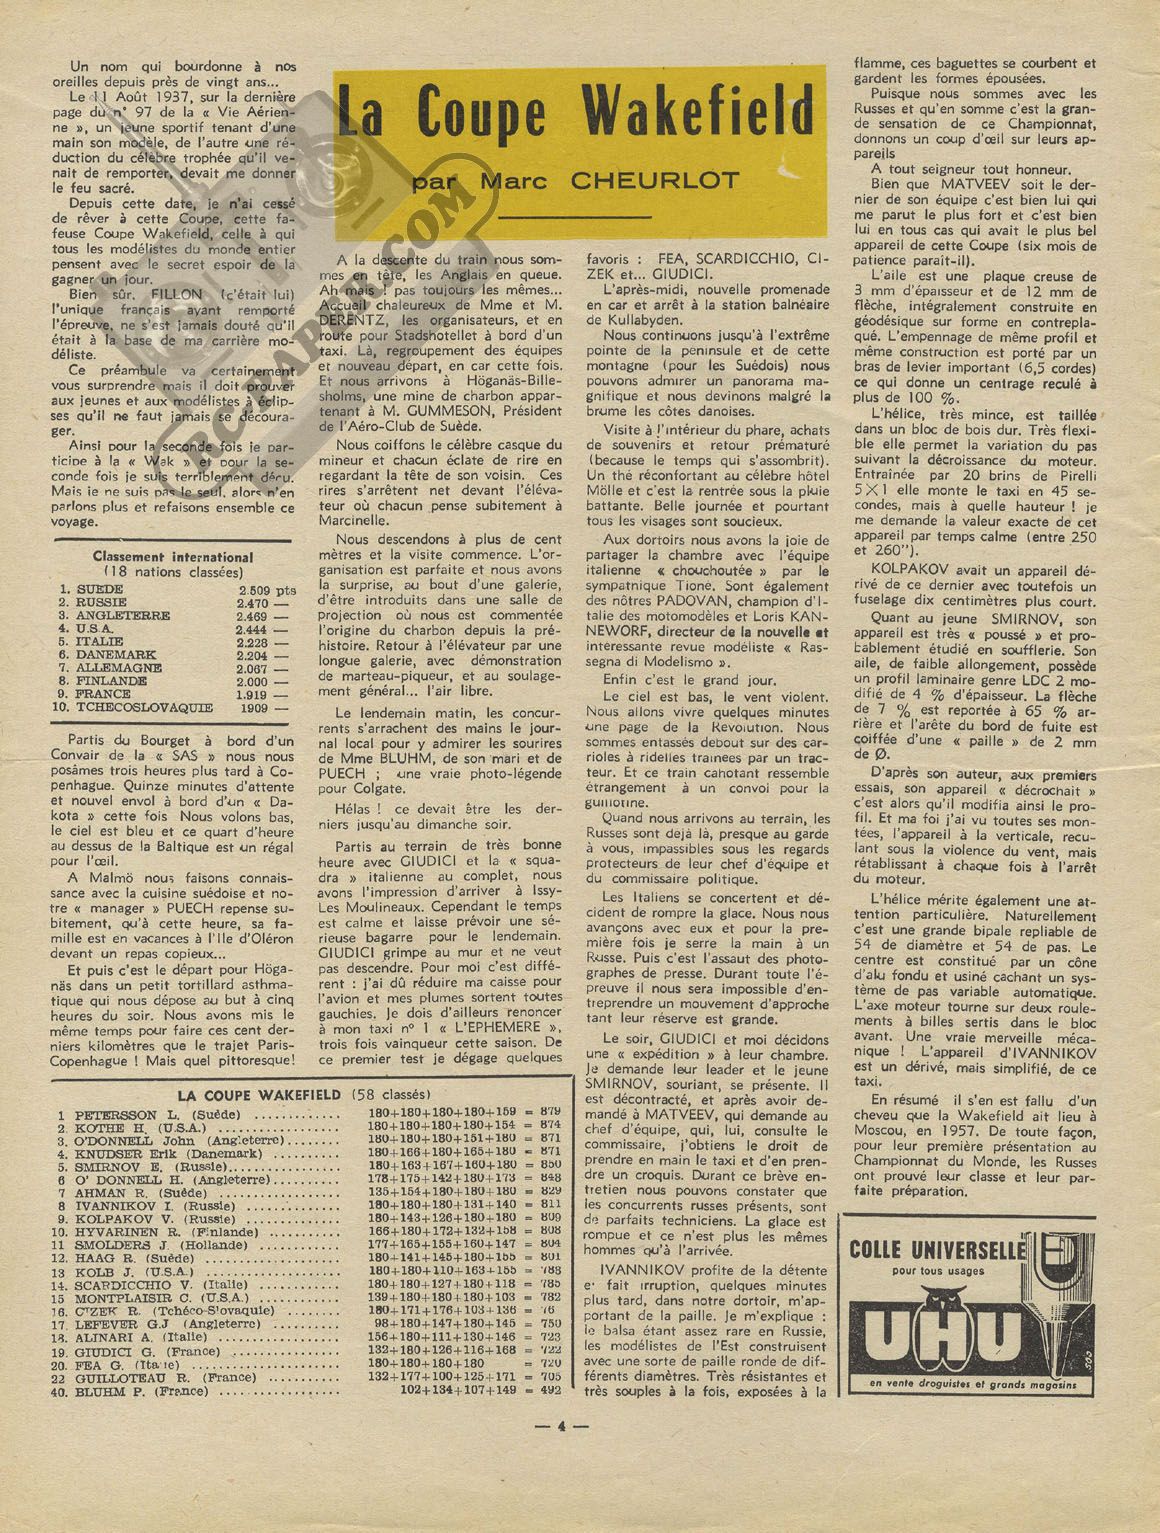 La Coupe Wakefield
par Marc CHEURLOT
Un nom qui bourdonne à nos
oreilles depuis près de vingt ans...
Le 11 Août 1937, sur la dernière
page du n° 97 de la « Vie Aérien-
ne », un jeune sportif tenant d'une
main son modèle, de l'autre une ré-
duction du célèbre trophée qu'il ve-
nait de remporter, devait me donner
le feu sacré.
Depuis cette date, je n'ai cessé
de rêver à cette Coupe, cette fa-
feuse Coupe Wakefield, celle à qui
tous les modélistes du monde entier
pensent avec le secret espoir de la
gagner un jour.
Bien sûr, FILLON (c'était lui)
l'unique français ayant remporté
l'épreuve, ne s'est jamais douté qu'il
était à la base de ma carrière mo-
déliste.
Ce préambule va certainement
vous surprendre mais il doit prouver
aux jeunes et aux modélistes à éclip-
ses qu'il ne faut jamais se décou­ra-
ger.
Ainsi pour la seconde fois je par-
ticipe à la « Wak » et pour la se-
conde fois je suis terriblement déçu.
Mais je ne suis pas le seul, alors n'en
parlons plus et refaisons ensemble ce
voyage.
Classement international
(18 nations classées)
1. SUEDE 2.509 pts
2. RUSSIE 2.470 —
3. ANGLETERRE 2.469 —
4. U.S.A. 2.444 —
5. ITALIE 2.228 —
6. DANEMARK 2.204 —
7. ALLEMAGNE 2.067 —
8. FINLANDE 2.000 —
9. FRANCE 1.919 —
10. TCHECOSLOVAQUIE 1909 —
Partis du Bourget à bord d'un
Convair de la « SAS » nous nous
posâmes trois heures plus tard à Co-
penhague. Quinze minutes d'attente
et nouvel envol à bord d'un « Da-
kota » cette fois Nous volons bas,
le ciel est bleu et ce quart d'heure
au dessus de la Baltique est un régal
pour l'œil.
A Malmö nous faisons connais-
sance avec la cuisine suédoise et no-
tre « manager » PUECH repense su-
bitement, qu'à cette heure, sa fa-
mille est en vacances à l'Ile d'Oléron
devant un repas copieux...
Et puis c'est le départ pour Höga-
näs dans un petit tortillard asthma-
tique qui nous dépose au but à cinq
heures du soir. Nous avons mis le
même temps pour faire ces cent der-
niers kilomètres que le trajet Paris-
Copenhague ! Mais quel pittoresque!
A la descente du train nous som-
mes en tête, les Anglais en queue.
Ah mais ! pas toujours les mêmes...
Accueil chaleureux de Mme et M.
DERENTZ, les organisateurs, et en
route pour Stadshotellet à bord d'un
taxi. Là, regroupement des équipes
et nouveau départ, en car cette fois.
Et nous arrivons à Höganäs-Bille-
sholms, une mine de charbon appar-
tenant à M. GUMMESON, Président
de l'Aéro-Club de Suède.
Nous coiffons le célèbre casque du
mineur et chacun éclate de rire en
regardant la tête de son voisin. Ces
rires s'arrêtent net devant l'éléva-
teur où chacun pense subitement à
Marcinelle.
Nous descendons à plus de cent
mètres et la visite commence. L'or-
ganisation est parfaite et nous avons
la surprise, au bout d'une galerie,
d'être introduits dans une salle de
projection où nous est commentée
l'origine du charbon depuis la pré-
histoire. Retour à l'élévateur par une
longue galerie, avec démonstration
de marteau-piqueur, et au soulage-
ment général... l'air libre.
Le lendemain matin, les concur-
rents s'arrachent des mains le jour-
nal local pour y admirer les sourires
de Mme BLUHM, de son mari et de
PUECH ; une vraie photo-légende
pour Colgate.
Hélas ! ce devait être les der-
niers jusqu'au dimanche soir.
Partis au terrain de très bonne
heure avec GIUDICI et la « squa-
dra » italienne au complet, nous
avons l'impression d'arriver à Issy-
Les Moulineaux. Cependant le temps
est calme et laisse prévoir une sé-
rieuse bagarre pour le lendemain.
GIUDICI grimpe au mur et ne veut
pas descendre. Pour moi c'est diffé-
rent : j'ai dû réduire ma caisse pour
l'avion et mes plumes sortent toutes
gauchies. Je dois d'ailleurs renoncer
à mon taxi n° 1 « L'EPHEMERE »,
trois fois vainqueur cette saison. De
ce premier test je dégage quelques
favoris : FEA, SCARDICCHIO, CI-
ZEK et... GIUDICI.
L'après-midi, nouvelle promenade
en car et arrêt à la station balnéaire
de Kullabyden.
Nous continuons jusqu'à l'extrême
pointe de la peninsule et de cette
montagne (pour les Suédois) nous
pouvons admirer un panorama ma-
gnifique et nous devinons malgré la
brume les côtes danoises.
Visite à l'intérieur du phare, achats
de souvenirs et retour prématuré
(because le temps qui s'assombrit).
Un thé réconfortant au célèbre hôtel
Mölle et c'est la rentrée sous la pluie
battante. Belle journée et pourtant
tous les visages sont soucieux.
Aux dortoirs nous avons la joie de
partager la chambre avec l'équipe
italienne « chouchoutée » par le
sympathique Tione. Sont également
des nôtres PADOVAN, champion d'I-
talie des motomodèles et Loris KAN-
NEWORF, directeur de la nouvelle et
interessante revue modéliste « Ras-
segna di Modelismo ».
Enfin c'est le grand jour.
Le ciel est bas, le vent violent.
Nous allons vivre quelques minutes
une page de la Revolution. Nous
sommes entassés debout sur des car-
rioles à ridelles trainees par un trac-
teur. Et ce train cahotant ressemble
étrangement à un convoi pour la
guillotine.
Quand nous arrivons au terrain, les
Russes sont dejà là, presque au garde
à vous, impassibles sous les regards
protecteurs de leur chef d'équipe et
du commissaire politique.
Les Italiens se concertent et dé-
cident de rompre la glace. Nous nous
avançons avec eux et pour la pre-
mière fois je serre la main à un
Russe. Puis c'est l'assaut des photo-
graphes de presse. Durant toute l'é-
preuve il nous sera impossible d'en-
treprendre un mouvement d'approche
tant leur réserve est grande.
Le soir, GIUDICI et moi décidons
une « expédition » à leur chambre.
Je demande leur leader et le jeune
SMIRNOV, souriant, se présente. Il
est décontracté, et après avoir de-
mandé à MATVEEV, qui demande au
chef d'équipe, qui, lui, consulte le
commissaire, j'obtiens le droit de
prendre en main le taxi et d'en pren-
dre un croquis. Durant ce brève en-
tretien nous pouvons constater que
les concurrents russes présents, sont
de parfaits techniciens. La glace est
rompue et ce n'est plus les mêmes
hommes qu'à l'arrivée.
IVANNIKOV profite de la détente
et fait irruption, quelques minutes
plus tard, dans notre dortoir, m'ap-
portant de la paille. Je m'explique :
le balsa étant assez rare en Russie,
les modélistes de l'Est construisent
avec une sorte de paille ronde de dif-
férents diamètres. Très résistantes et
très souples à la fois, exposées à la
flamme, ces baguettes se courbent et
gardent les formes épousées.
Puisque nous sommes avec les
Russes et qu'en somme c'est la gran-
de sensation de ce Championnat,
donnons un coup d'œil sur leurs ap-
pareils
A tout seigneur tout honneur.
Bien que MATVEEV soit le der-
nier de son équipe c'est bien lui qui
me parut le plus fort et c'est bien
lui en tous cas qui avait le plus bel
appareil de cette Coupe (six mois de
patience parait-il).
L'aile est une plaque creuse de
3 mm d'épaisseur et de 12 mm de
flèche, intégralement construite en
géodésique sur forme en contrepla-
qué. L'empennage de même profil et
même construction est porté par un
bras de levier important (6,5 cordes)
ce qui donne un centrage reculé à
plus de 100 %.
L'hélice, très mince, est taillée
dans un bloc de bois dur. Très flexi-
ble elle permet la variation du pas
suivant la décroissance du moteur.
Entrainée par 20 brins de Pirelli
5 X 1 elle monte le taxi en 45 se-
condes, mais à quelle hauteur ! je
me demande la valeur exacte de cet
appareil par temps calme (entre 250
et 260").
KOLPAKOV avait un appareil dé-
rivé de ce dernier avec toutefois un
fuselage dix centimètres plus court.
Quant au jeune SMIRNOV, son
appareil est très « poussé » et pro-
bablement étudié en soufflerie. Son
aile, de faible allongement, possède
un profil laminaire genre LDC 2 mo-
difié de 4 % d'épaisseur. La flèche
de 7 % est reportée à 65 % ar-
rière et l'arête du bord de fuite est
coiffée d'une « paille » de 2 mm
de Ø.
D'après son auteur, aux premiers
essais, son appareil « décrochait »
c'est alors qu'il modifia ainsi le pro-
fil. Et ma foi j'ai vu toutes ses mon-
tées, l'appareil à la verticale, recu-
lant sous la violence du vent, mais
rétablissant à chaque fois à l'arrêt
du moteur.
L'hélice mérite également une at-
tention particulière. Naturellement
c'est une grande bipale repliable de
54 de diamètre et 54 de pas. Le
centre est constitué par un cône
d'alu fondu et usiné cachant un sys-
tème de pas variable automatique.
L'axe moteur tourne sur deux roule-
ments à billes sertis dans le bloc
avant. Une vraie merveille méca-
nique ! L'appareil d'IVANNIKOV
est un dérivé, mais simplifié, de ce
taxi.
En résumé il s'en est fallu d'un
cheveu que la Wakefield ait lieu à
Moscou, en 1957. De toute façon,
pour leur première présentation au
Championnat du Monde, les Russes
ont prouvé leur classe et leur par-
faite préparation.
LA COUPE WAKEFIELD (58 classés)
1 PETERSSON L. (Suède) ............. 180+180+180+180+159 = 879
2. KOTHE H. (U.S.A.) .................. 180+180+180+180+154 = 874
3. O'DONNELL John (Angleterre)........ 180+180+180+151+180 = 871
4. KNUDSER Erik (Danemark) .......... 180+166+180+165+180 = 871
5. SMIRNOV E. (Russie)................ 180+163+167+160+180 = 850
6 O' DONNELL H. (Angleterre).......... 178+175+142+180+173 = 848
7 AHMAN R. (Suède) .................. 135+154+180+180+180 = 829
8 IVANNIKOV I. (Russie) .............. 180+180+180+131+140 = 811
9. KOLPAKOV V. (Russie) .............. 180+143+126+180+180 = 809
10. HYVARINEN R. (Finlande) .......... 166+180+172+132+158 = 808
11 SMOLDERS J. (Hollande) ............ 177+165+155+160+147 = 804
12. HAAG R. (Suède) .................. 180+141+145+180+155 = 801
13 KOLB J. (U.S.A.) .................. 180+180+110+163+155 = 788
14. SCARDICCHIO V. (Italie) .......... 180+180+127+180+118 = 785
15 MONTPLAISIR C. (U.S.A.) ............ 139+180+180+180+103 = 782
16. CIZEK R. (Tchéco-Slovaquie) ........ 180+171+176+103+136 =
17. LEFEVER G.J (Angleterre) .......... 98+180+147+180+145 = 750
18. ALINARI A. (Italie) ................ 156+180+111+130+146 = 723
19. GIUDICI G. (France) ................ 132+180+126+116+168 = 722
20. FEA G. (Italie) .................... 180+180+180+180 = 720
22 GUILLOTEAU R. (France) ............ 132+177+100+125+171 = 705
40. BLUHM P. (France) ................ 102+134+107+149 = 492
COLLE UNIVERSELLE
pour tous usages
UHU
en vente droguistes et grands magasins
— 4 —
RCPAPER.COM